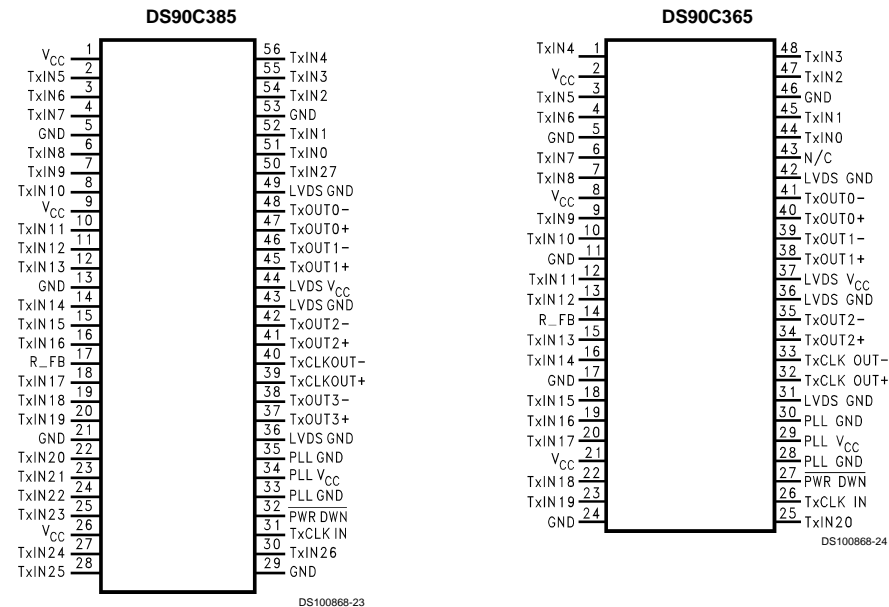 DS90C385
VCC 1 56 TxIN4
TxIN5 2 55 TxIN3
TxIN6 3 54 TxIN2
TxIN7 4 53 GND
GND 5 52 TxIN1
TxIN8 6 51 TxIN0
TxIN9 7 50 TxIN27
TxIN10 8 49 LVDS GND
VCC 9 48 TxOUT0-
TxIN11 10 47 TxOUT0+
TxIN12 11 46 TxOUT1-
TxIN13 12 45 TxOUT1+
GND 13 44 LVDS VCC
TxIN14 14 43 LVDS GND
TxIN15 15 42 TxOUT2-
TxIN16 16 41 TxOUT2+
R_FB 17 40 TxCLKOUT-
TxIN17 18 39 TxCLKOUT+
TxIN18 19 38 TxOUT3-
TxIN19 20 37 TxOUT3+
GND 21 36 LVDS GND
TxIN20 22 35 PLL GND
TxIN21 23 34 PLL VCC
TxIN22 24 33 PLL GND
TxIN23 25 32 PWR DWN
VCC 26 31 TxCLK IN
TxIN24 27 30 TxIN26
TxIN25 28 29 GND
DS100868-23
DS90C365
TxIN4 1 48 TxIN3
VCC 2 47 TxIN2
TxIN5 3 46 GND
TxIN6 4 45 TxIN1
GND 5 44 TxIN0
TxIN7 6 43 N/C
TxIN8 7 42 LVDS GND
VCC 8 41 TxOUT0-
TxIN9 9 40 TxOUT0+
TxIN10 10 39 TxOUT1-
GND 11 38 TxOUT1+
TxIN11 12 37 LVDS VCC
TxIN12 13 36 LVDS GND
R_FB 14 35 TxOUT2-
TxIN13 15 34 TxOUT2+
TxIN14 16 33 TxCLK OUT-
GND 17 32 TxCLK OUT+
TxIN15 18 31 LVDS GND
TxIN16 19 30 PLL GND
TxIN17 20 29 PLL VCC
VCC 21 28 PLL GND
TxIN18 22 27 PWR DWN
TxIN19 23 26 TxCLK IN
GND 24 25 TxIN20
DS100868-24